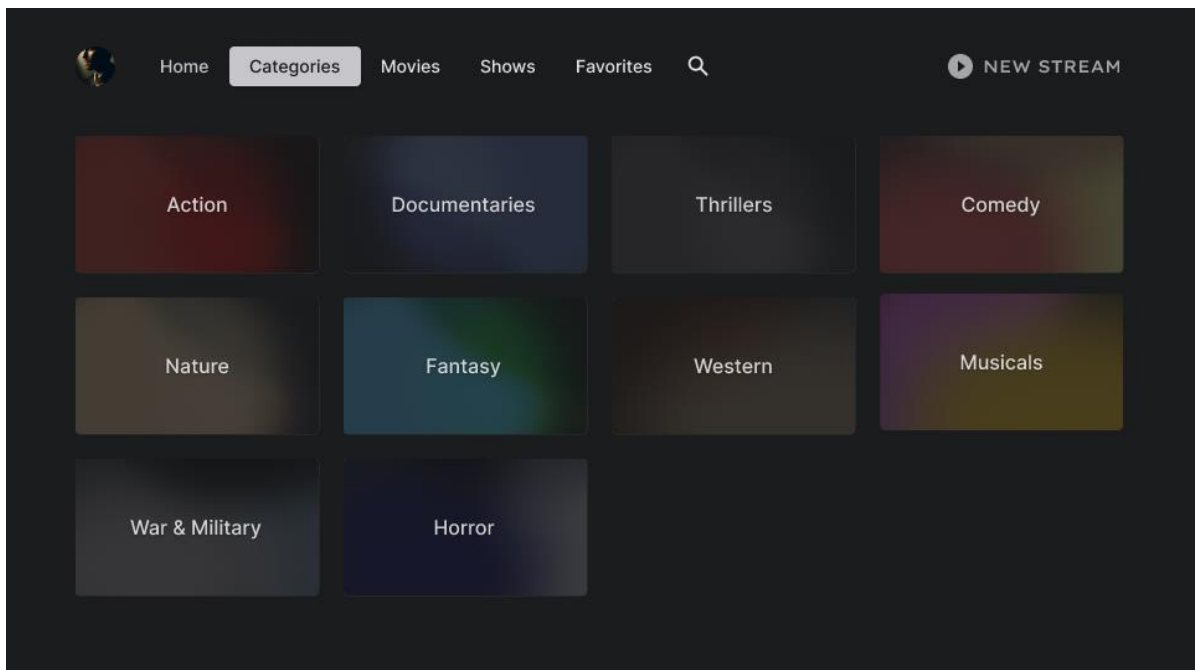 Home Categories Movies Shows Favorites NEW STREAM
Action Documentaries Thrillers Comedy
Nature Fantasy Western Musicals
War & Military Horror